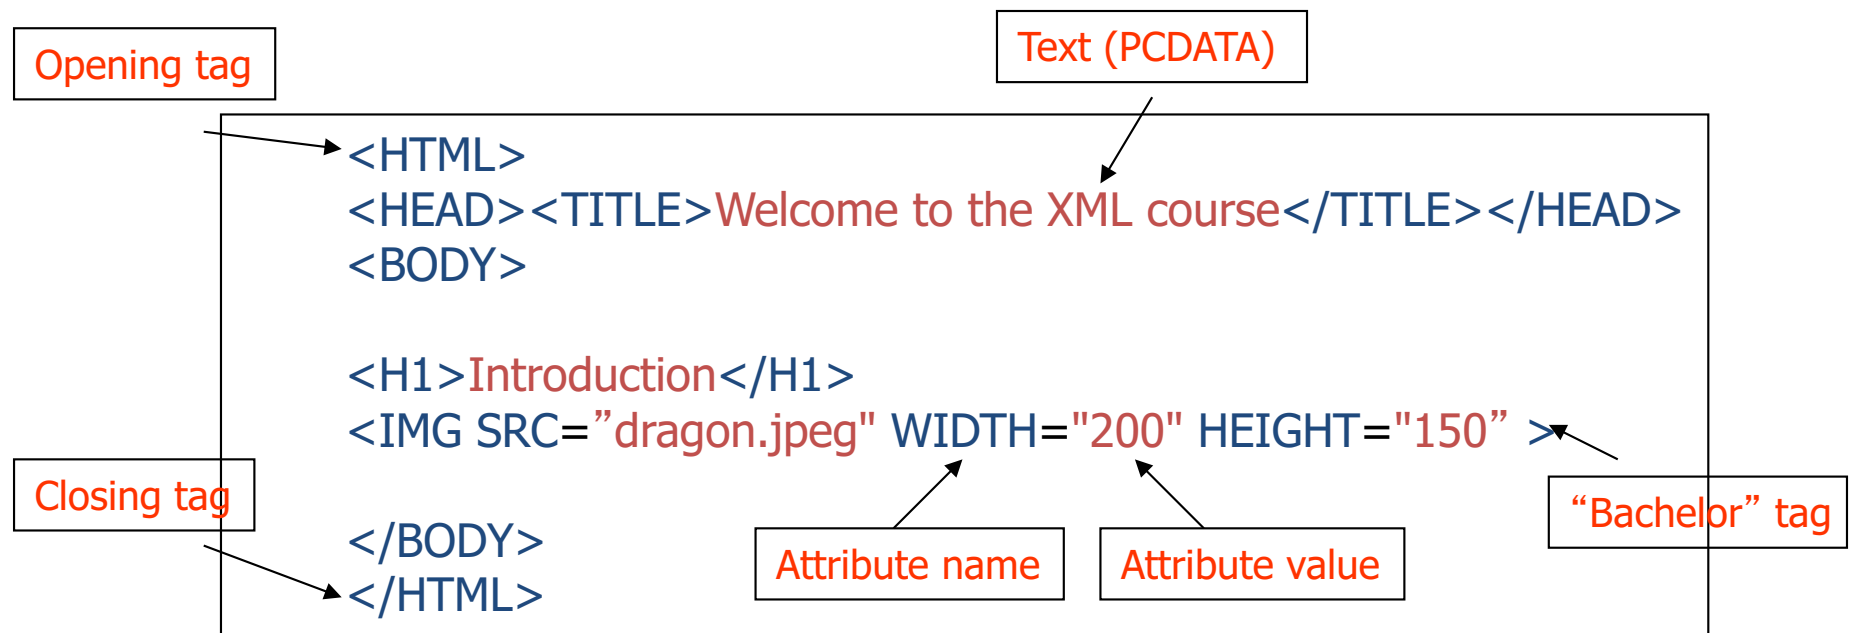 Opening tag
Text (PCDATA)
<HTML>
<HEAD><TITLE>Welcome to the XML course</TITLE></HEAD>
<BODY>
<H1>Introduction</H1>
<IMG SRC=”dragon.jpeg" WIDTH="200" HEIGHT="150” >
Closing tag
“Bachelor” tag
</BODY>
Attribute name
Attribute value
</HTML>